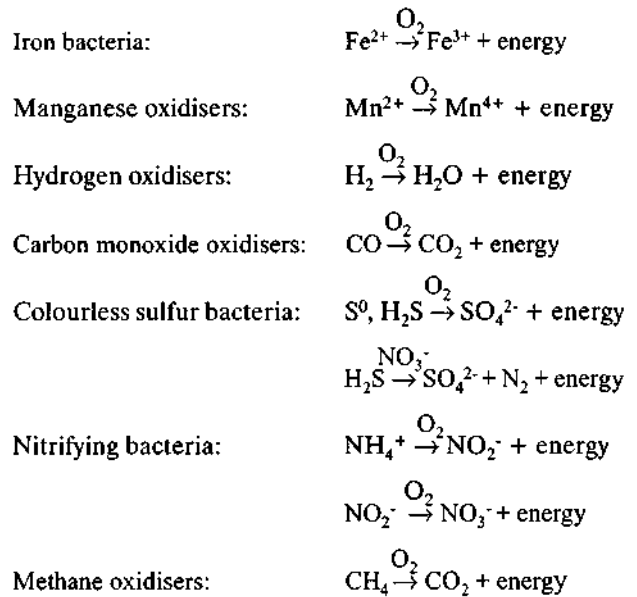 Iron bacteria: Fe²⁺ →(O₂) Fe³⁺ + energy
Manganese oxidisers: Mn²⁺ →(O₂) Mn⁴⁺ + energy
Hydrogen oxidisers: H₂ →(O₂) H₂O + energy
Carbon monoxide oxidisers: CO →(O₂) CO₂ + energy
Colourless sulfur bacteria: S⁰, H₂S →(O₂) SO₄²⁻ + energy
H₂S →(NO₃⁻) SO₄²⁻ + N₂ + energy
Nitrifying bacteria: NH₄⁺ →(O₂) NO₂⁻ + energy
NO₂⁻ →(O₂) NO₃⁻ + energy
Methane oxidisers: CH₄ →(O₂) CO₂ + energy